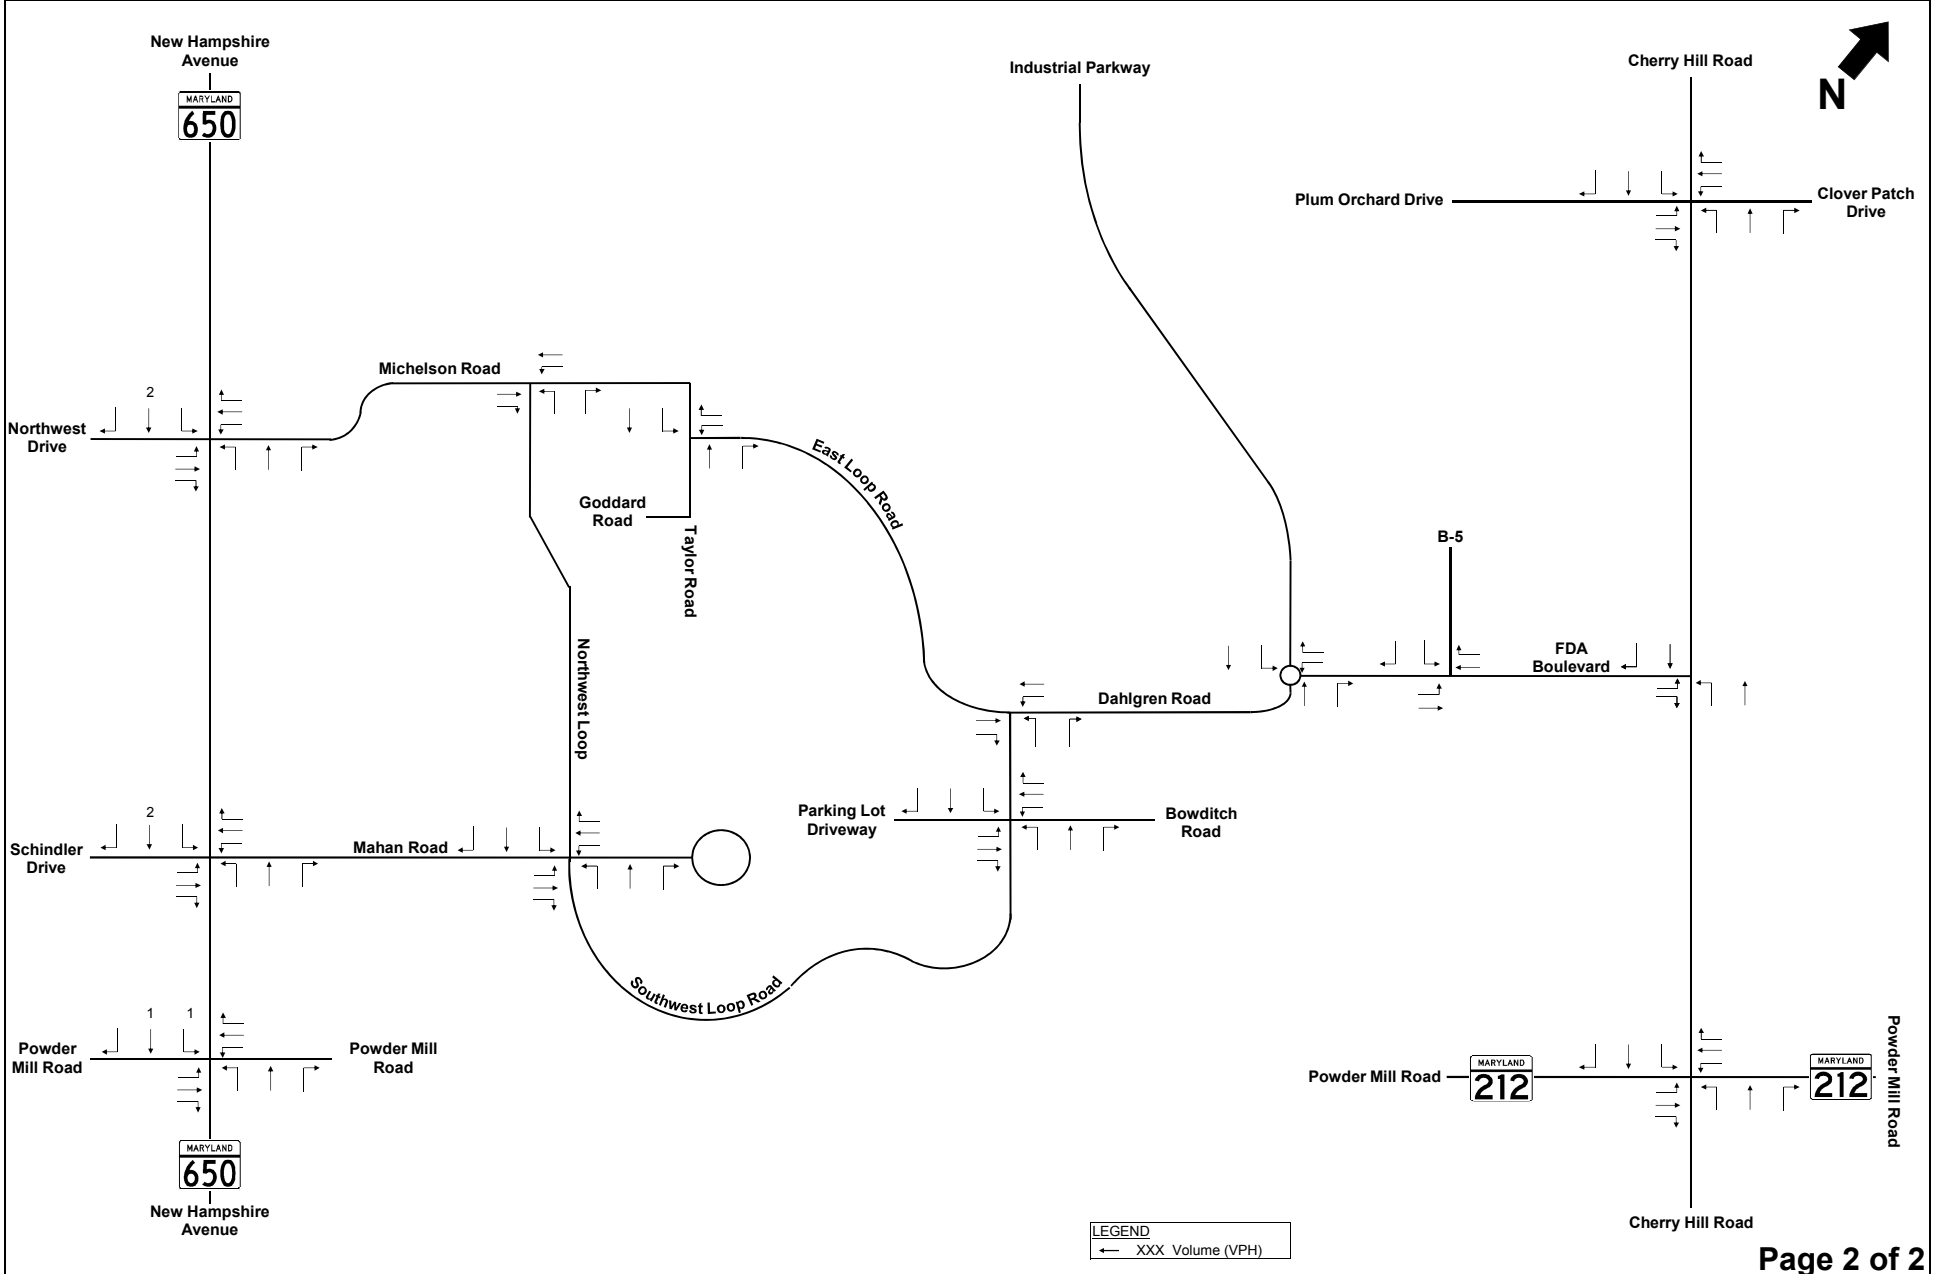 New Hampshire
Avenue
MARYLAND
650
Industrial Parkway
Cherry Hill Road
N
Plum Orchard Drive
Clover Patch
Drive
Michelson Road
2
Northwest
Drive
East Loop Road
Goddard
Road
Taylor Road
B-5
Northwest Loop
FDA
Boulevard
Dahlgren Road
2
Parking Lot
Driveway
Bowditch
Road
Schindler
Drive
Mahan Road
Southwest Loop Road
1 1
Powder
Mill Road
Powder Mill
Road
Powder Mill Road
MARYLAND
212
MARYLAND
212
Powder Mill Road
MARYLAND
650
New Hampshire
Avenue
Cherry Hill Road
LEGEND
XXX Volume (VPH)
Page 2 of 2